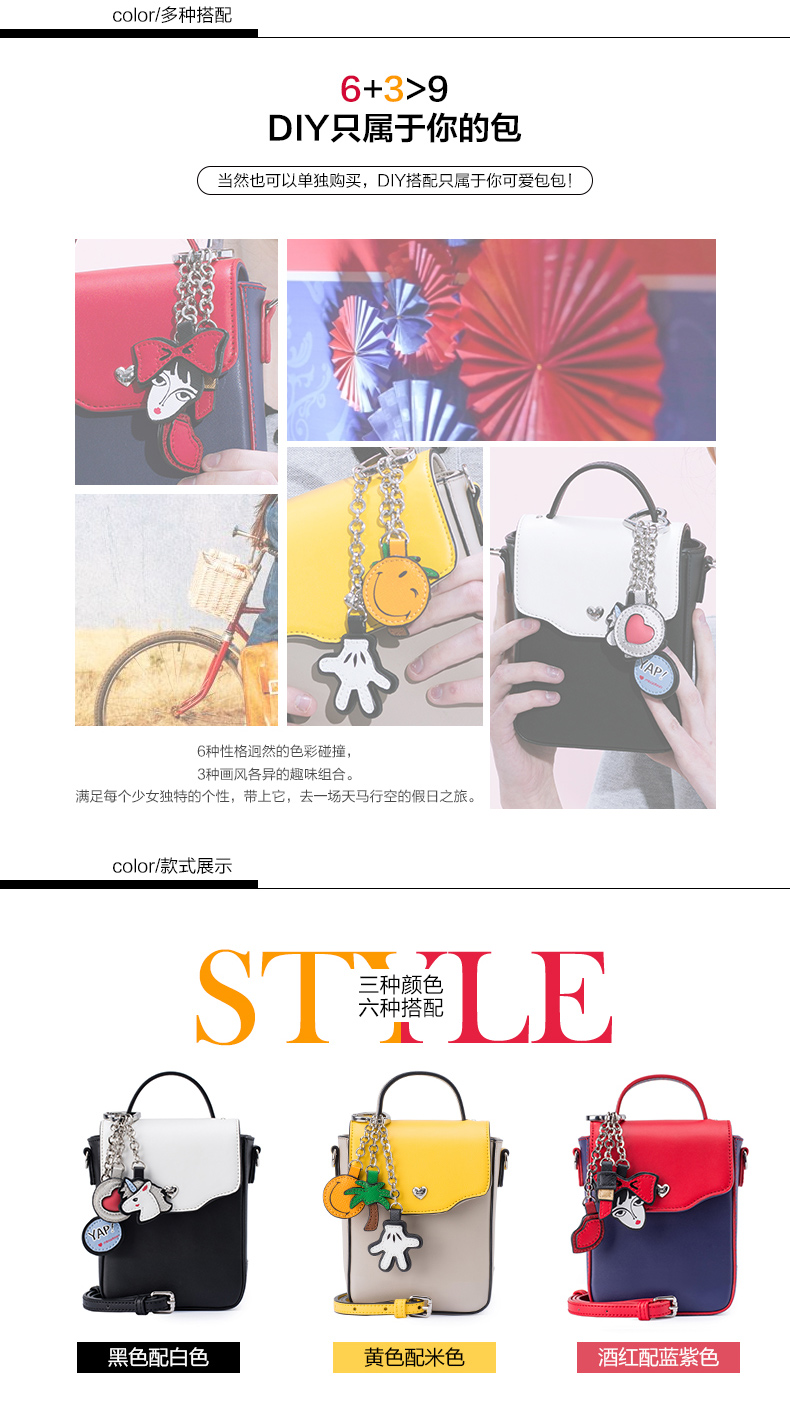 color/多种搭配
6+3>9
DIY只属于你的包
当然也可以单独购买，DIY搭配只属于你可爱包包！
YAP!
6种性格迥然的色彩碰撞，
3种画风各异的趣味组合。
满足每个少女独特的个性，带上它，去一场天马行空的假日之旅。
color/款式展示
STYLE
三种颜色
六种搭配
YAP!
黑色配白色
黄色配米色
酒红配蓝紫色